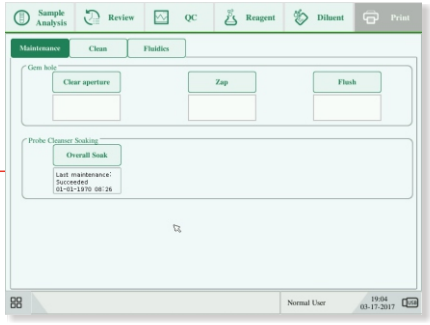 Sample Analysis Review QC Reagent Diluent Print
Maintenance Clean Fluidics
Gem hole
Clear aperture Zap Flush
Probe Cleanser Soaking
Overall Soak
Last maintenance:
Succeeded
01-01-1970 08:26
Normal User 19:04
03-17-2017 USB